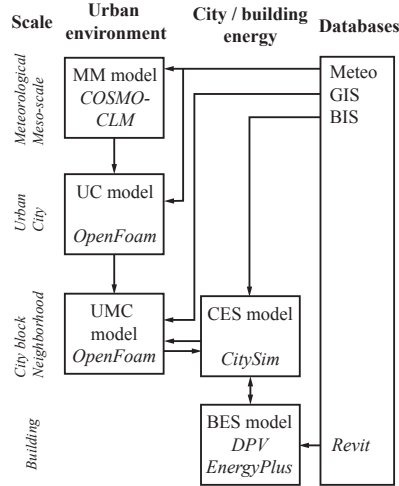 Scale
Urban environment
City / building energy
Databases
Meteorological
Meso-scale
MM model
COSMO-
CLM
Meteo
GIS
BIS
Urban
City
UC model
OpenFoam
City block
Neighborhood
UMC
model
OpenFoam
CES model
CitySim
Building
BES model
DPV
EnergyPlus
Revit